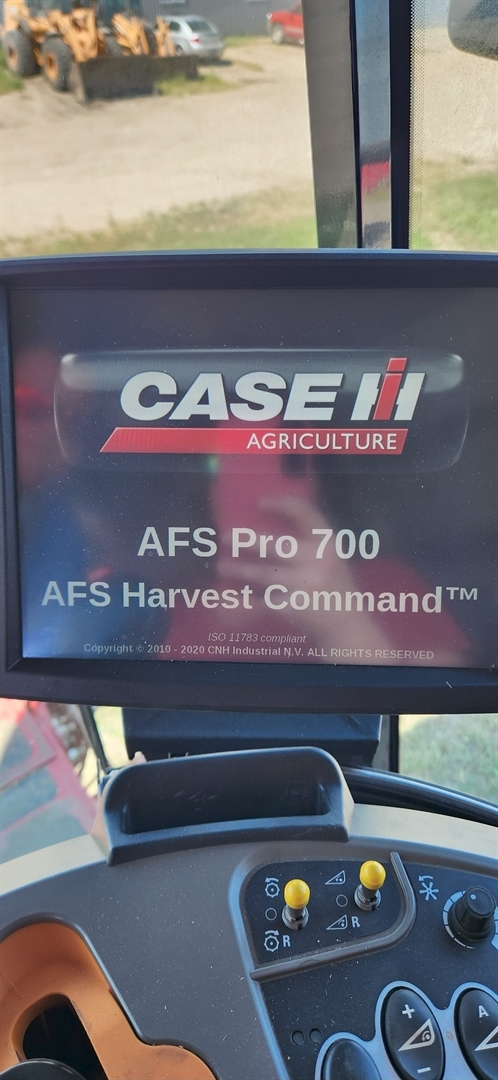 CASE IH
AGRICULTURE
AFS Pro 700
AFS Harvest Command™
ISO 11783 compliant
Copyright © 2010 - 2020 CNH Industrial N.V. ALL RIGHTS RESERVED
R
R
+
A
-